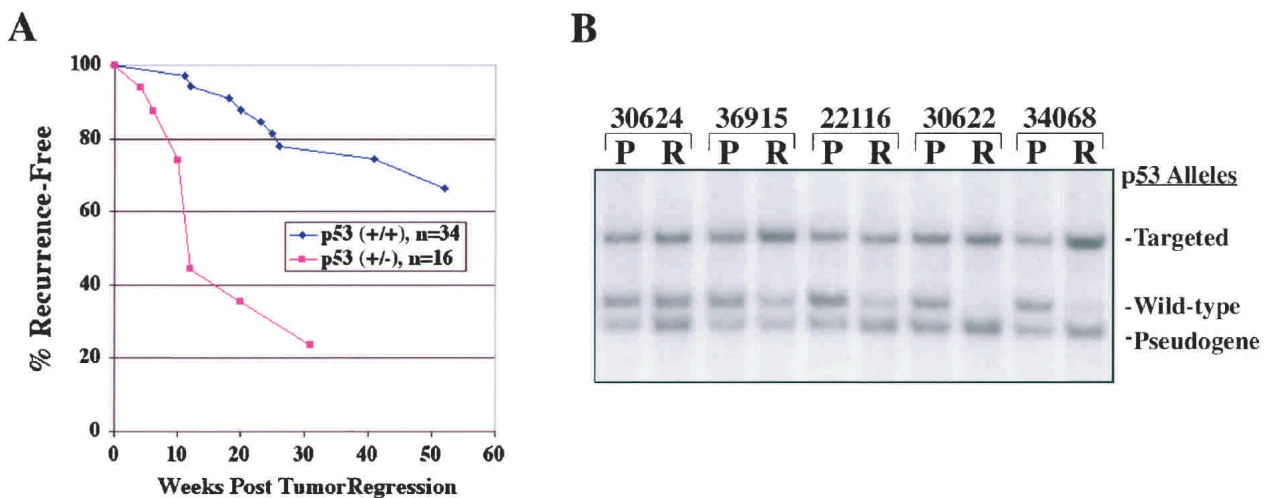 A
100
80
60
40
20
0
% Recurrence-Free
p53 (+/+), n=34
p53 (+/-), n=16
0 10 20 30 40 50 60
Weeks Post TumorRegression
B
30624 36915 22116 30622 34068
P R P R P R P R P R
p53 Alleles
-Targeted
-Wild-type
-Pseudogene